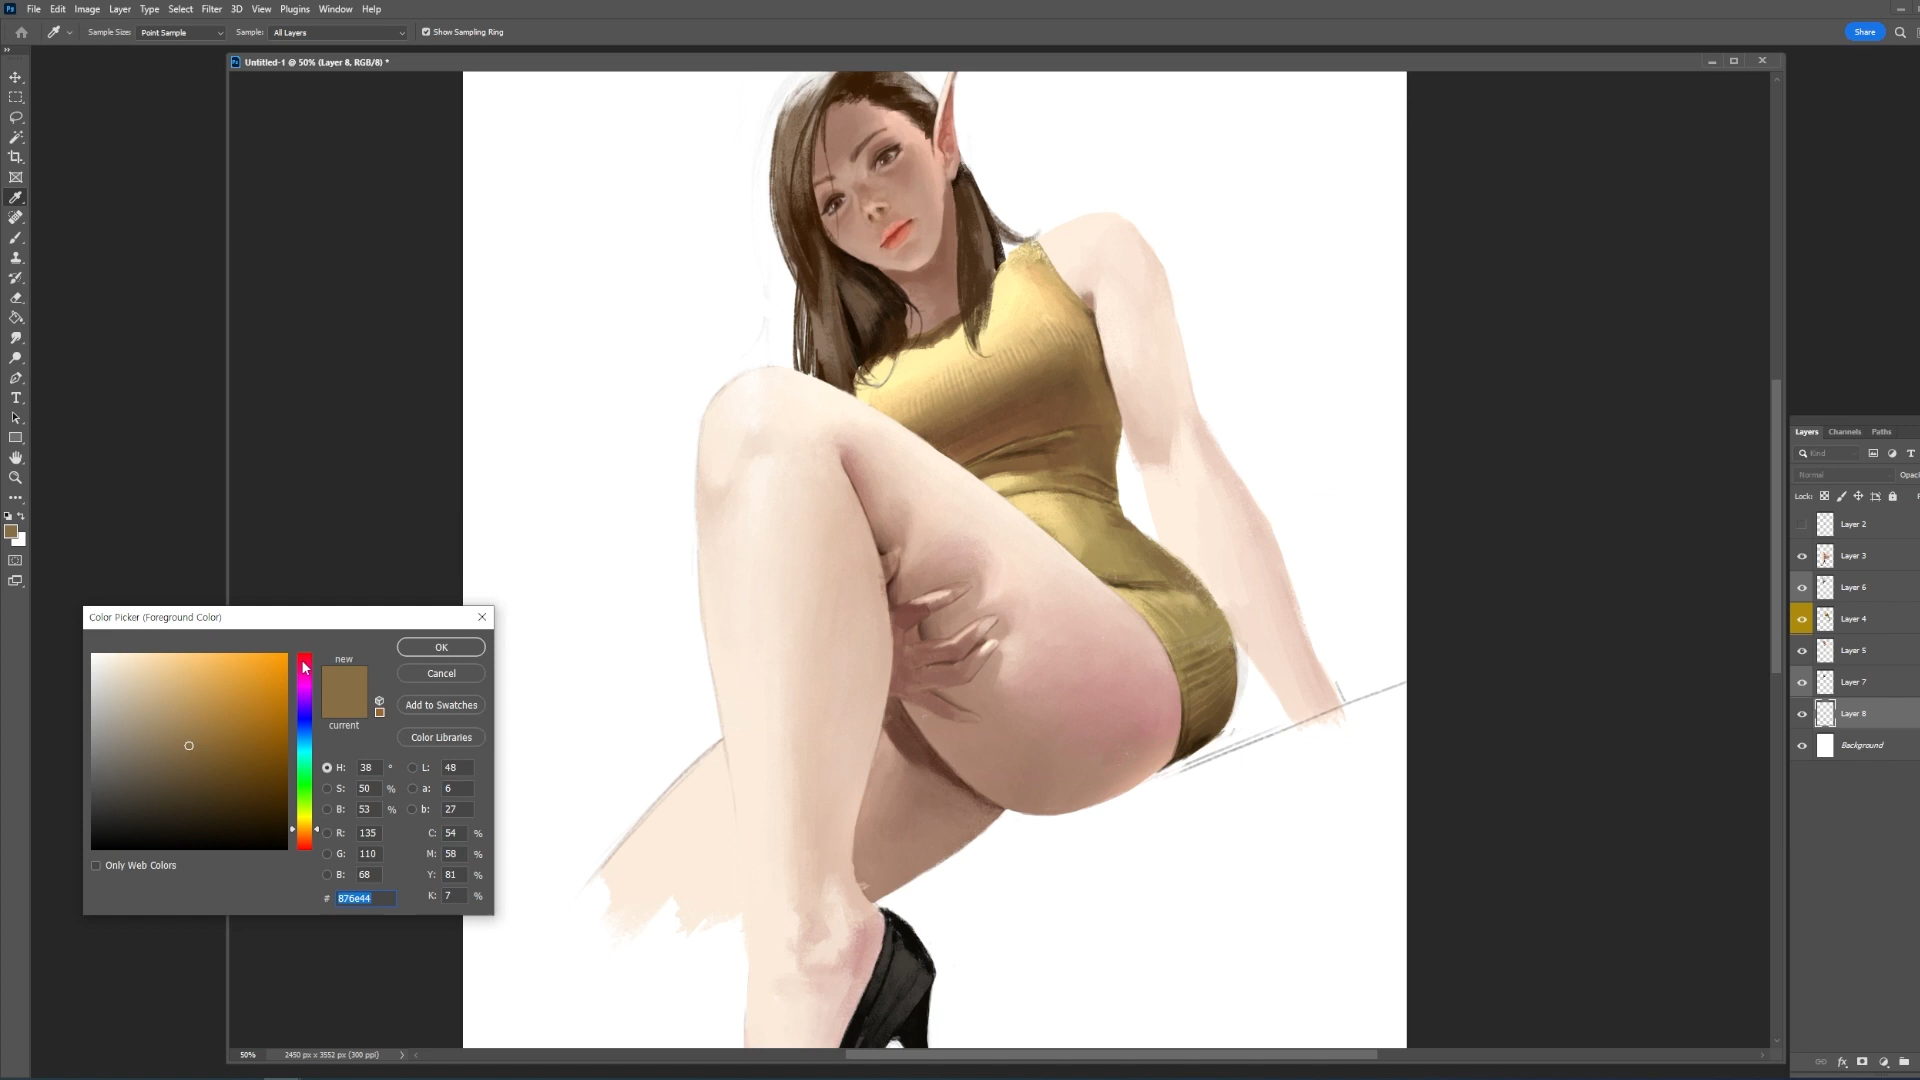 Ps File Edit Image Layer Type Select Filter 3D View Plugins Window Help
Sample Size: Point Sample Sample: All Layers Show Sampling Ring Share
Ps Untitled-1 @ 50% (Layer 8, RGB/8) *
Layers Channels Paths
Kind
Normal
Lock:
Layer 2
Layer 3
Layer 6
Layer 4
Layer 5
Layer 7
Layer 8
Background
Color Picker (Foreground Color)
new
current
OK
Cancel
Add to Swatches
Color Libraries
H: 38 ° L: 48
S: 50 % a: 6
B: 53 % b: 27
R: 135 C: 54 %
G: 110 M: 58 %
B: 68 Y: 81 %
# 876e44 K: 7 %
Only Web Colors
50% 2450 px x 3552 px (300 ppi)
fx